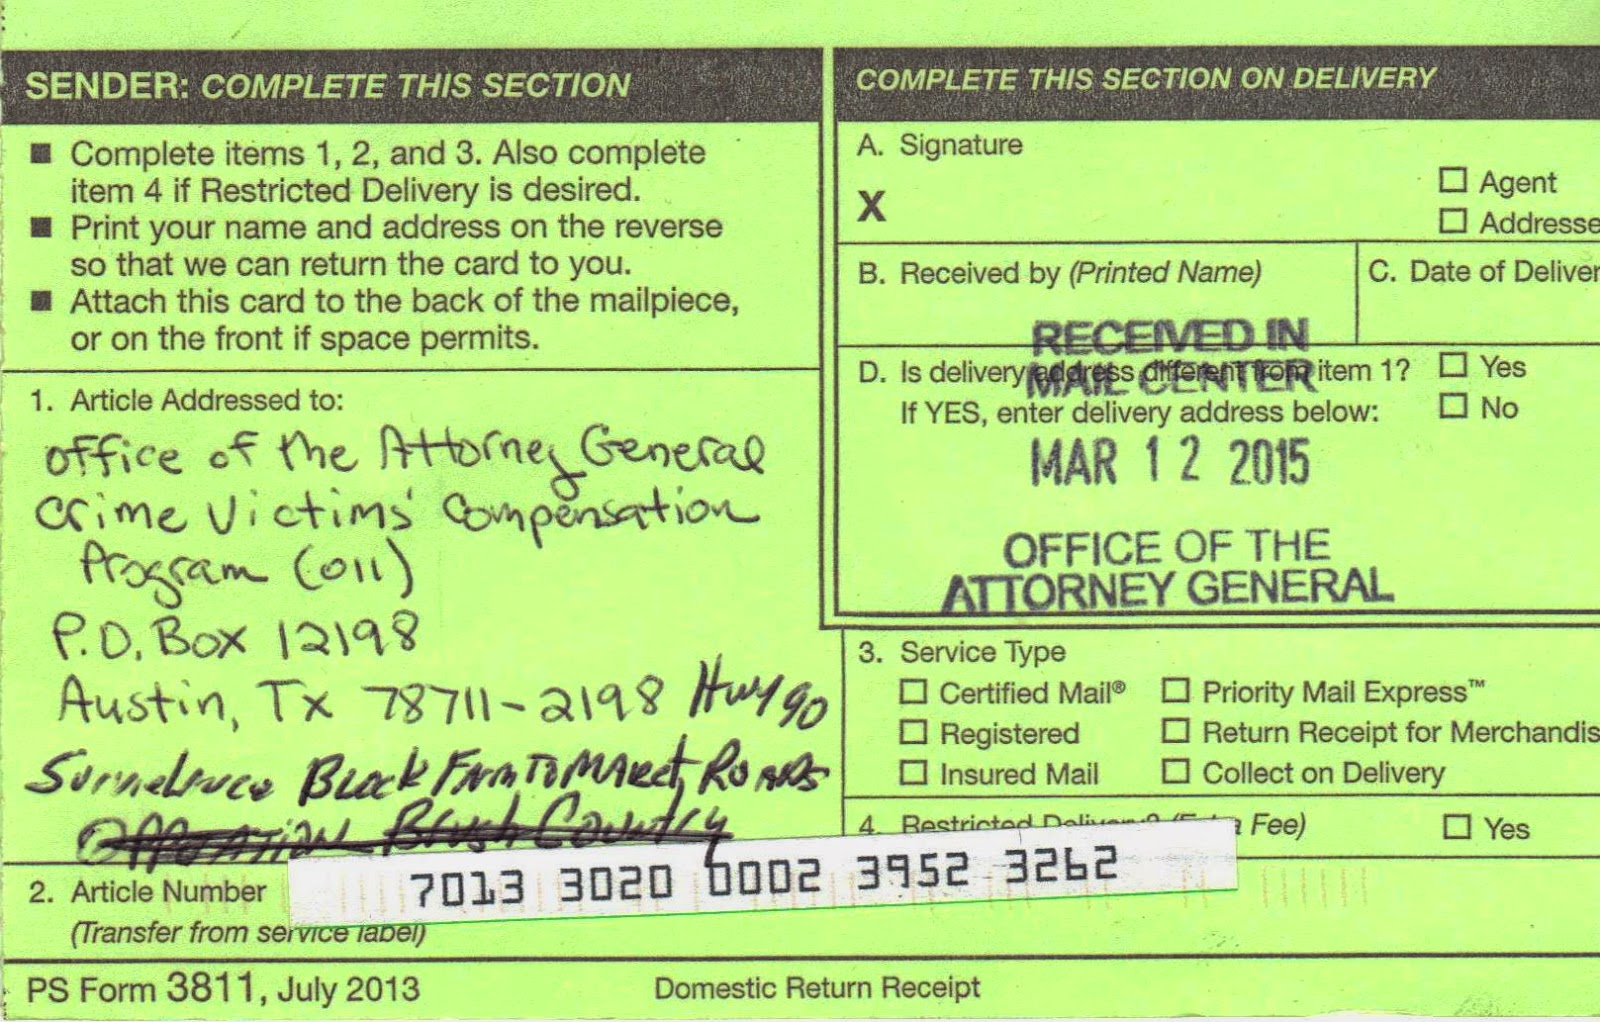 SENDER: COMPLETE THIS SECTION
■ Complete items 1, 2, and 3. Also complete
item 4 if Restricted Delivery is desired.
■ Print your name and address on the reverse
so that we can return the card to you.
■ Attach this card to the back of the mailpiece,
or on the front if space permits.
1. Article Addressed to:
Office of the Attorney General
Crime Victims' Compensation
Program (011)
P.O. Box 12198
Austin, Tx 78711-2198 Hwy 90
Black Farm To Market Roads
Brush Country
2. Article Number
(Transfer from service label)
7013 3020 0002 3952 3262
PS Form 3811, July 2013
Domestic Return Receipt
COMPLETE THIS SECTION ON DELIVERY
A. Signature
X
Agent
Addresse
B. Received by (Printed Name)
C. Date of Deliver
RECEIVED IN
MAIL CENTER
D. Is delivery address different from item 1?
If YES, enter delivery address below:
Yes
No
MAR 12 2015
OFFICE OF THE
ATTORNEY GENERAL
3. Service Type
Certified Mail® Priority Mail Express™
Registered Return Receipt for Merchandis
Insured Mail Collect on Delivery
4. Restricted Delivery? (Extra Fee) Yes